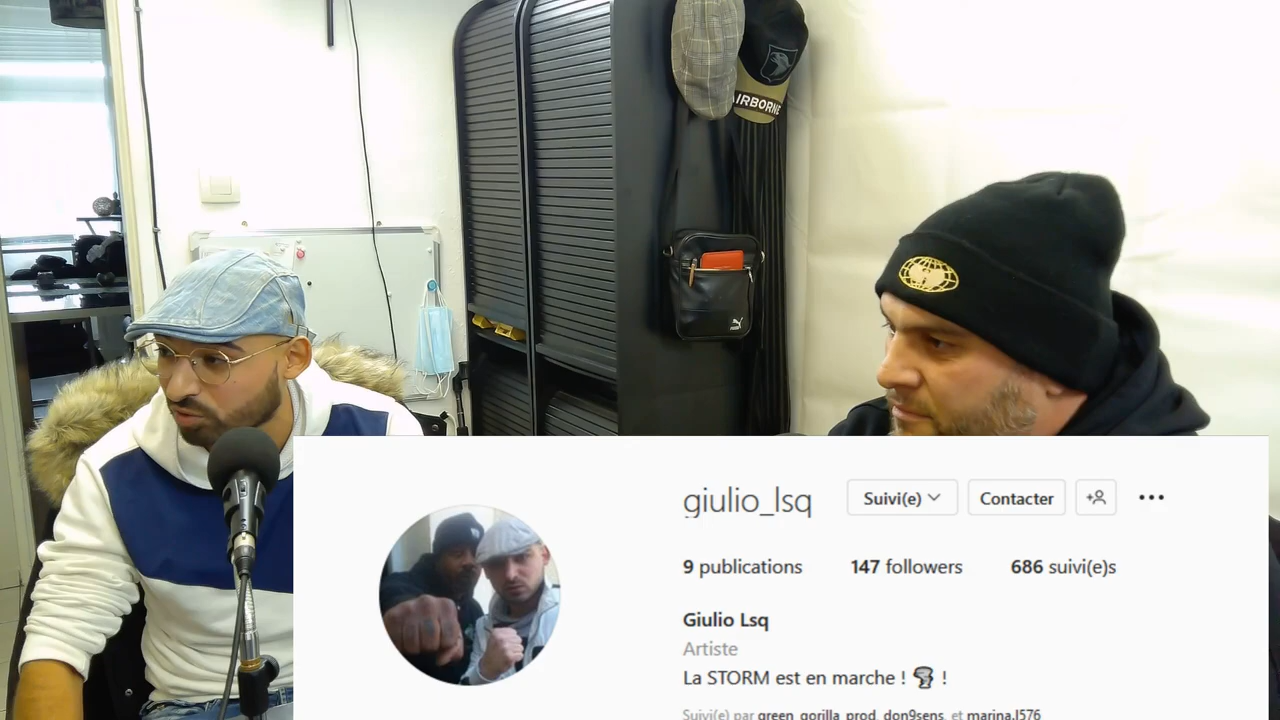 AIRBORNE
giulio_lsq Suivi(e) Contacter
9 publications 147 followers 686 suivi(e)s
Giulio Lsq
Artiste
La STORM est en marche ! 🌪 !
Suivi(e) par green_gorilla_prod, don9sens, et marina.l576